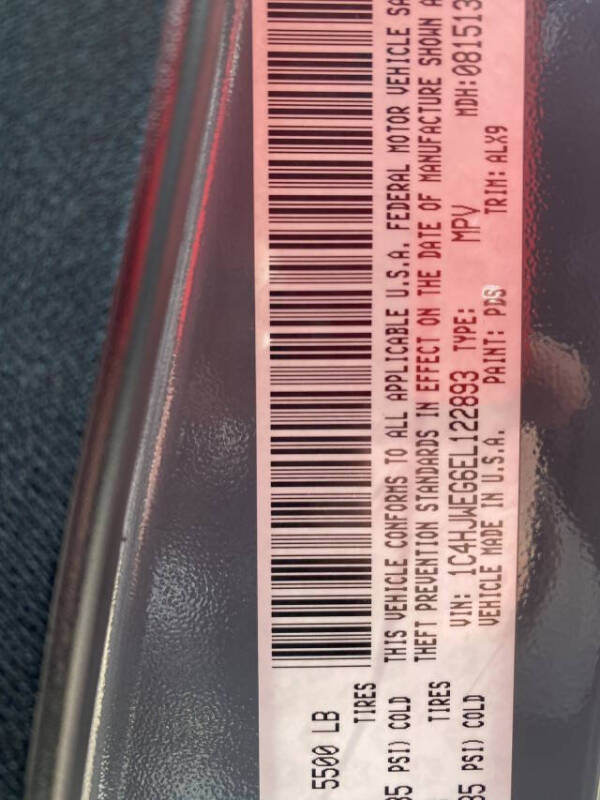 5500 LB
TIRES
35 PSI) COLD
THIS VEHICLE CONFORMS TO ALL APPLICABLE U.S.A. FEDERAL MOTOR VEHICLE SA
TIRES
THEFT PREVENTION STANDARDS IN EFFECT ON THE DATE OF MANUFACTURE SHOWN A
35 PSI) COLD
VIN: 1C4HJWEG6EL122893 TYPE: MPV MDH: 081513
VEHICLE MADE IN U.S.A. PAINT: PDS TRIM: ALX9